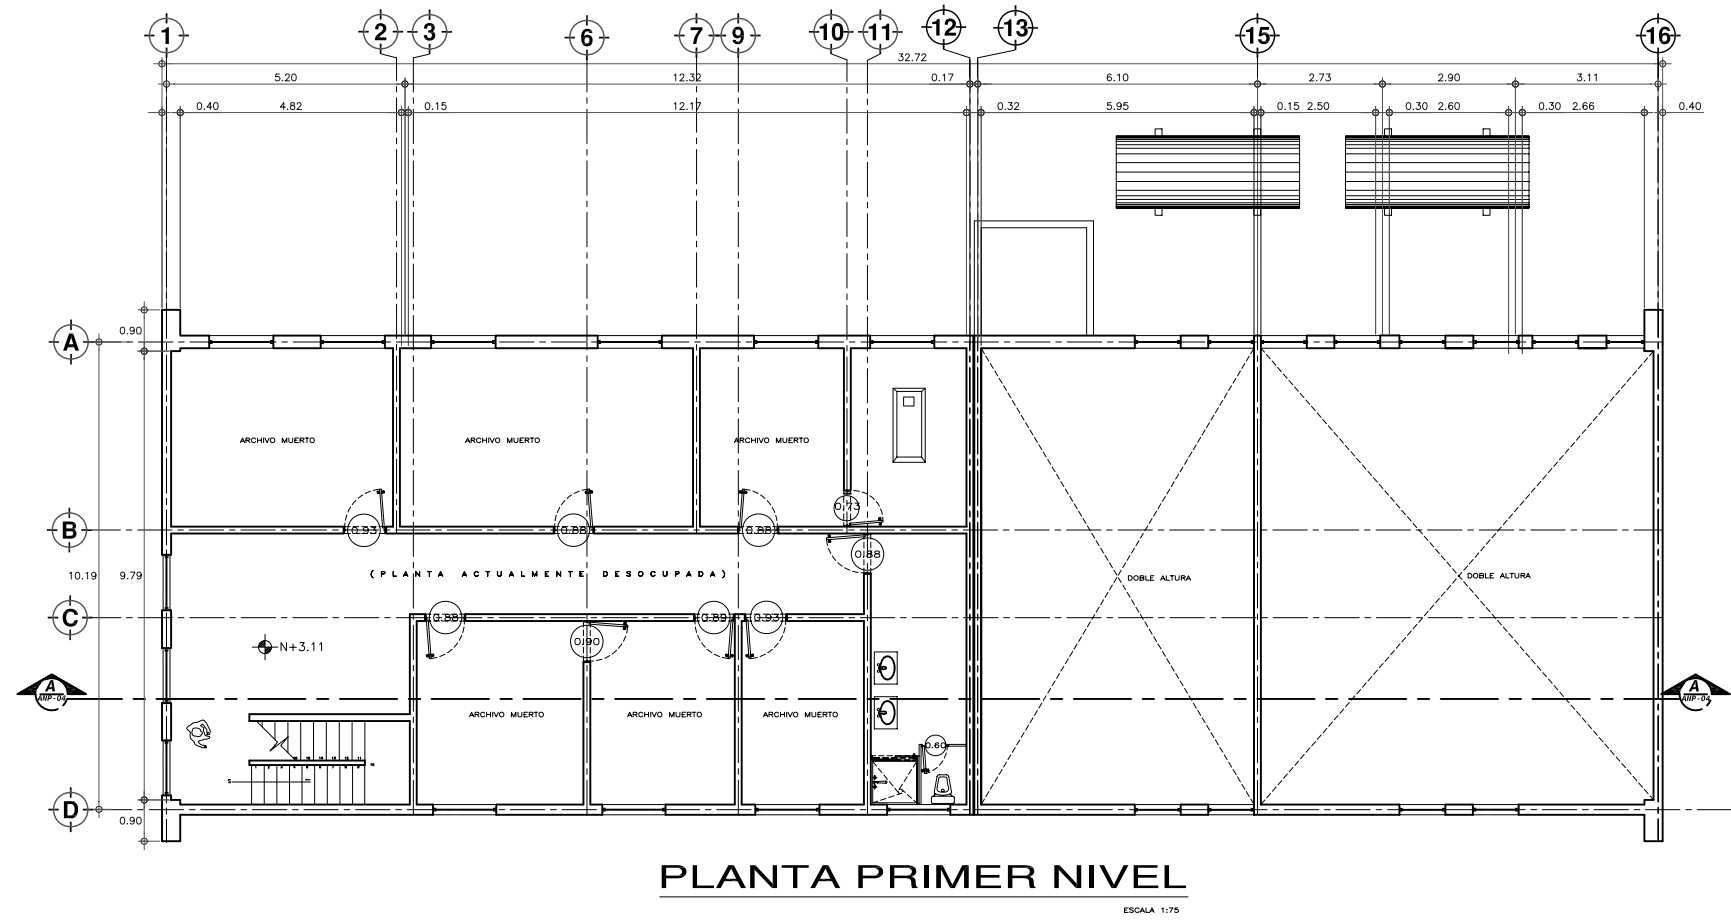 1 2 3 6 7 9 10 11 12 13 15 16
32.72
5.20 12.32 0.17 6.10 2.73 2.90 3.11
0.40 4.82 0.15 12.17 0.32 5.95 0.15 2.50 0.30 2.60 0.30 2.66 0.40
0.90
A
ARCHIVO MUERTO ARCHIVO MUERTO ARCHIVO MUERTO
0.73
B 0.93 0.88 0.88
0.88
10.19 9.79 (PLANTA ACTUALMENTE DESOCUPADA) DOBLE ALTURA DOBLE ALTURA
C 0.88 0.89 0.93
0.90
N+3.11
A A
AIIP-04 AIIP-04
ARCHIVO MUERTO ARCHIVO MUERTO ARCHIVO MUERTO
0.60
S
D
0.90
PLANTA PRIMER NIVEL
ESCALA 1:75